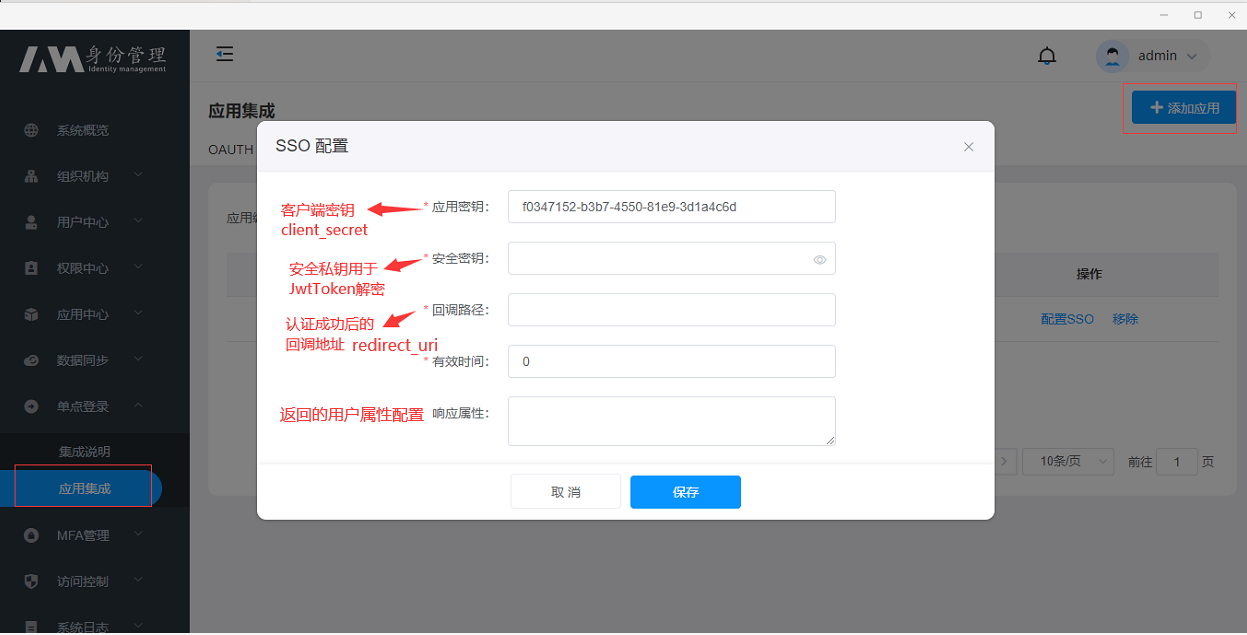 身份管理
Identity management
admin
系统概览
组织机构
用户中心
权限中心
应用中心
数据同步
单点登录
集成说明
应用集成
MFA管理
访问控制
系统日志
应用集成
添加应用
OAUTH
操作
配置SSO 移除
10条/页
前往 1 页
SSO 配置
客户端密钥
client_secret
* 应用密钥:
f0347152-b3b7-4550-81e9-3d1a4c6d
安全私钥用于
JwtToken解密
* 安全密钥:
认证成功后的
回调地址 redirect_uri
* 回调路径:
* 有效时间:
0
返回的用户属性配置
响应属性:
取 消
保存